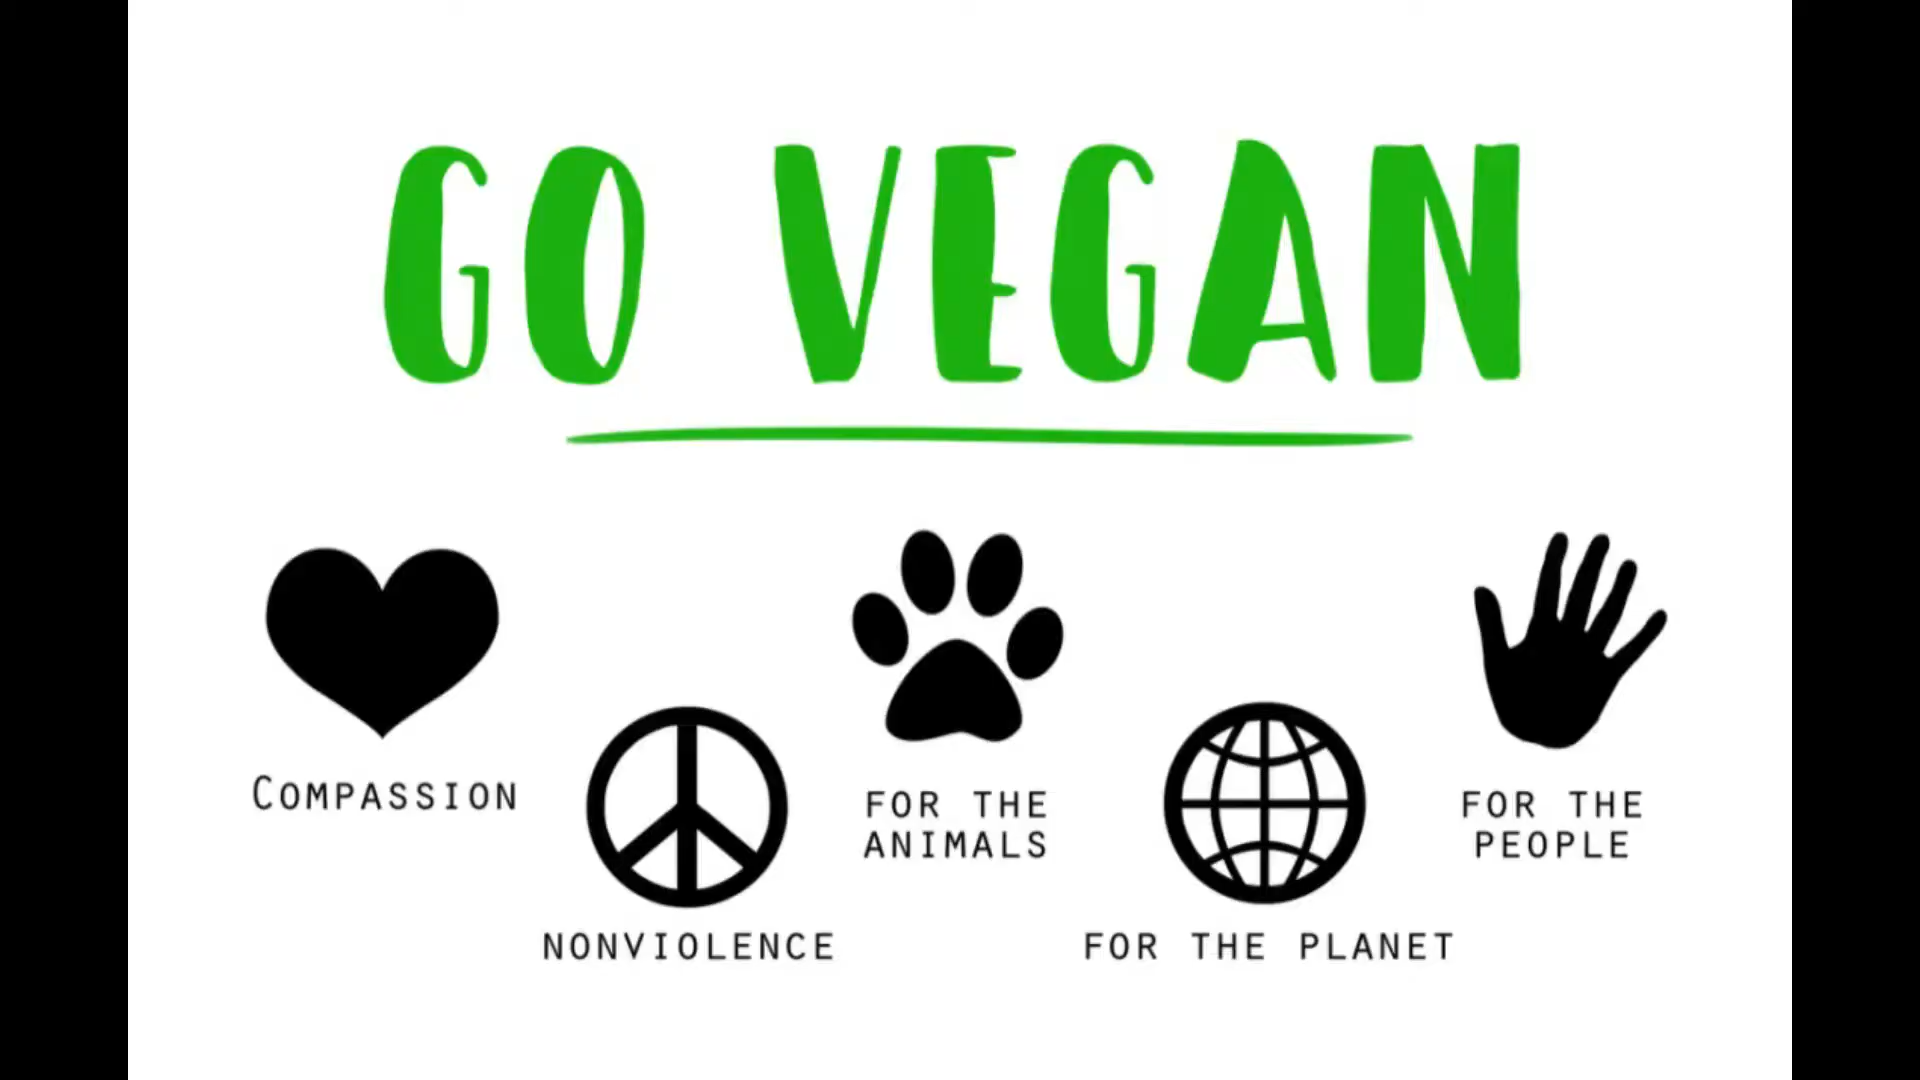 GO VEGAN
COMPASSION
NONVIOLENCE
FOR THE
ANIMALS
FOR THE PLANET
FOR THE
PEOPLE